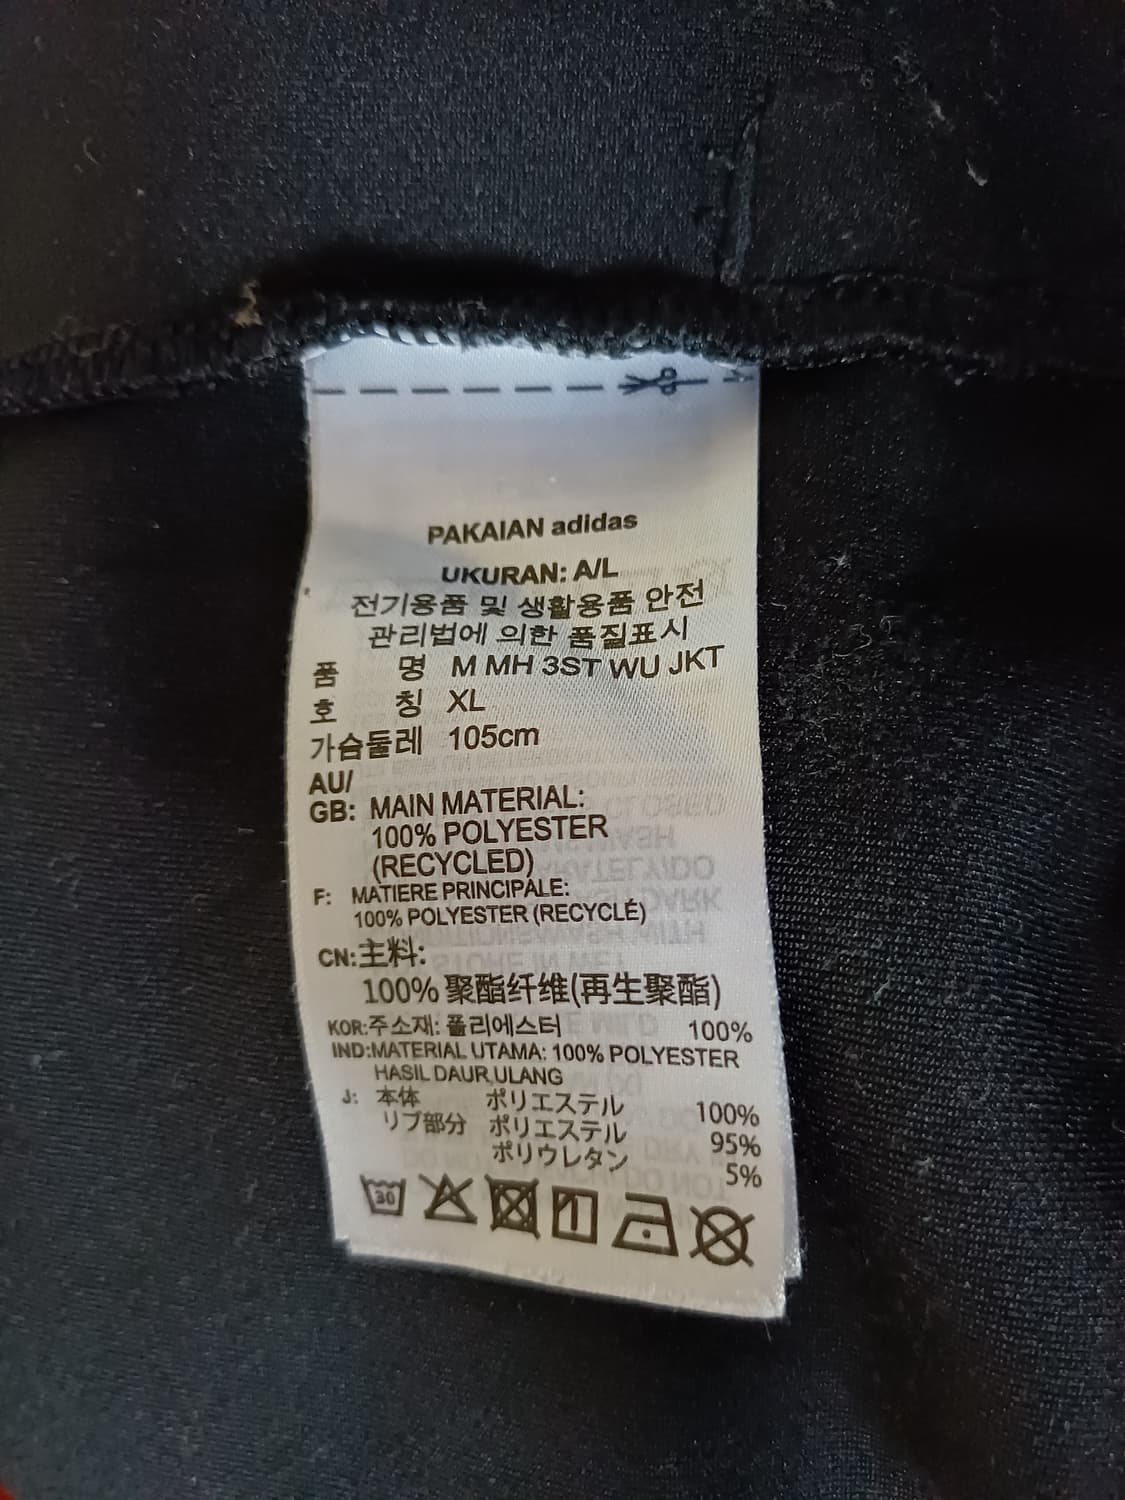 PAKAIAN adidas
UKURAN: A/L
전기용품 및 생활용품 안전
관리법에 의한 품질표시
품 명 M MH 3ST WU JKT
호 칭 XL
가슴둘레 105cm
AU/
GB: MAIN MATERIAL:
100% POLYESTER
(RECYCLED)
F: MATIERE PRINCIPALE:
100% POLYESTER (RECYCLÉ)
CN:主料:
100% 聚酯纤维(再生聚酯)
KOR:주소재: 폴리에스터 100%
IND:MATERIAL UTAMA: 100% POLYESTER
HASIL DAUR ULANG
J: 本体 ポリエステル 100%
リブ部分 ポリエステル 95%
ポリウレタン 5%
30